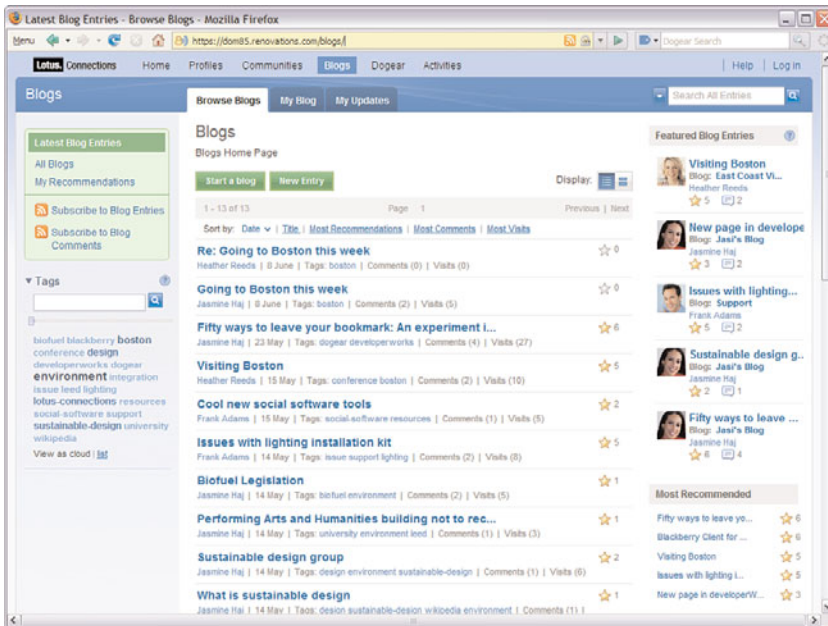 Latest Blog Entries - Browse Blogs - Mozilla Firefox
Menu
https://dom85.renovations.com/blogs/
Dogear Search
Lotus. Connections Home Profiles Communities Blogs Dogear Activities | Help | Log in
Blogs
Browse Blogs My Blog My Updates
Search All Entries
Latest Blog Entries
All Blogs
My Recommendations
Subscribe to Blog Entries
Subscribe to Blog
Comments
Tags
biofuel blackberry boston
conference design
developerworks dogear
environment integration
issue leed lighting
lotus-connections resources
social-software support
sustainable-design university
wikipedia
View as cloud | list
Blogs
Blogs Home Page
Start a blog New Entry
Display:
1 - 13 of 13 Page 1 Previous | Next
Sort by: Date | Title | Most Recommendations | Most Comments | Most Visits
Re: Going to Boston this week 0
Heather Reeds | 8 June | Tags: boston | Comments (0) | Visits (0)
Going to Boston this week 0
Jasmine Haj | 8 June | Tags: boston | Comments (2) | Visits (5)
Fifty ways to leave your bookmark: An experiment i... 6
Jasmine Haj | 23 May | Tags: dogear developerworks | Comments (4) | Visits (27)
Visiting Boston 5
Heather Reeds | 15 May | Tags: conference boston | Comments (2) | Visits (10)
Cool new social software tools 2
Frank Adams | 15 May | Tags: social-software resources | Comments (1) | Visits (5)
Issues with lighting installation kit 5
Frank Adams | 14 May | Tags: issue support lighting | Comments (2) | Visits (8)
Biofuel Legislation 1
Jasmine Haj | 14 May | Tags: biofuel environment | Comments (2) | Visits (5)
Performing Arts and Humanities building not to rec... 1
Jasmine Haj | 14 May | Tags: university environment leed | Comments (1) | Visits (3)
Sustainable design group 2
Jasmine Haj | 14 May | Tags: design environment sustainable-design | Comments (1) | Visits (6)
What is sustainable design 1
Jasmine Haj | 14 May | Tags: design sustainable-design wikipedia environment | Comments (1) |
Featured Blog Entries
Visiting Boston
Blog: East Coast Vi...
Heather Reeds
5 2
New page in develope
Blog: Jasi's Blog
Jasmine Haj
3 2
Issues with lighting...
Blog: Support
Frank Adams
5 2
Sustainable design g..
Blog: Jasi's Blog
Jasmine Haj
2 1
Fifty ways to leave ...
Blog: Jasi's Blog
Jasmine Haj
6 4
Most Recommended
Fifty ways to leave yo... 6
Blackberry Client for ... 6
Visiting Boston 5
Issues with lighting i... 5
New page in developerW... 3